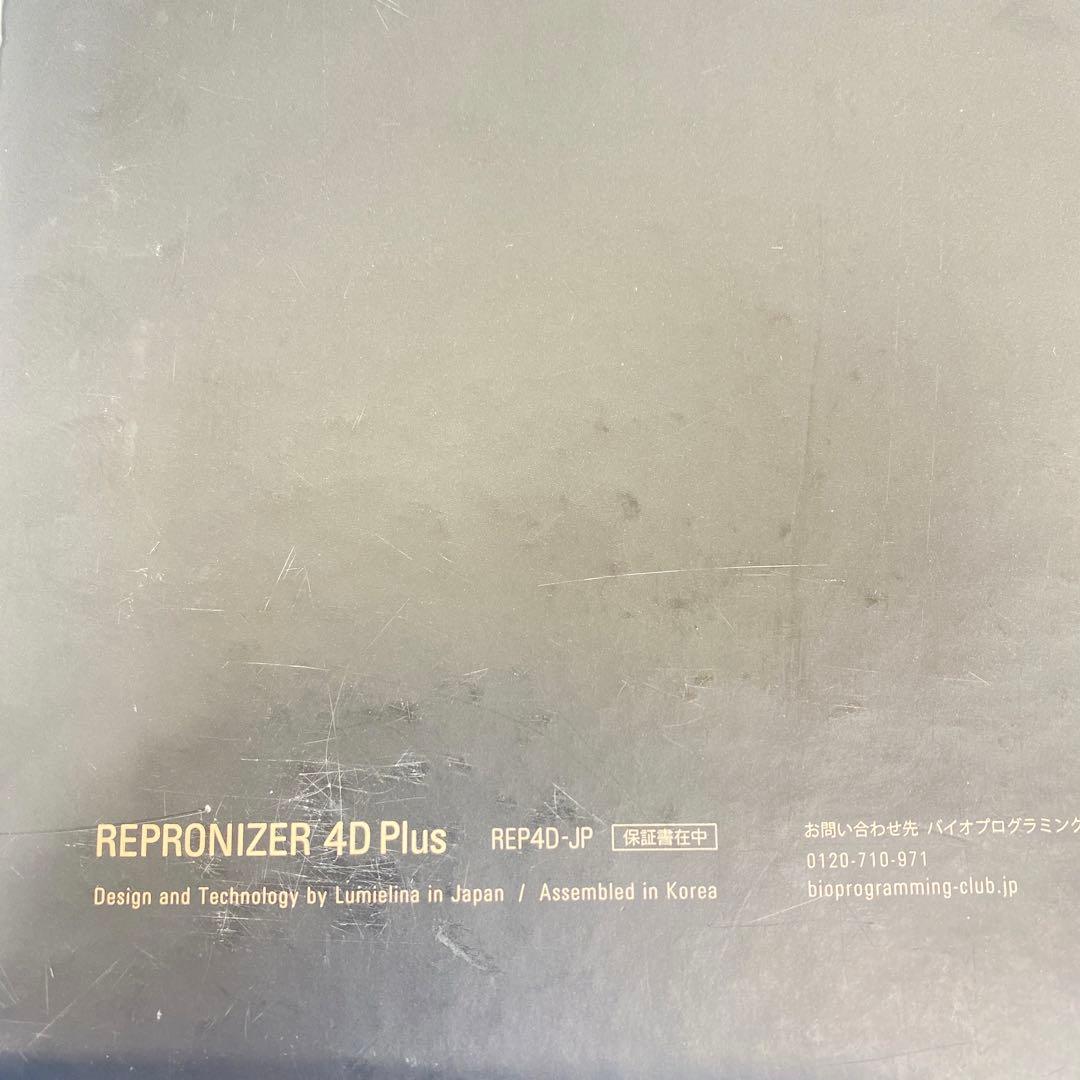 REPRONIZER 4D Plus REP4D-JP 保証書在中
Design and Technology by Lumielina in Japan / Assembled in Korea
お問い合わせ先 バイオプログラミング
0120-710-971
bioprogramming-club.jp